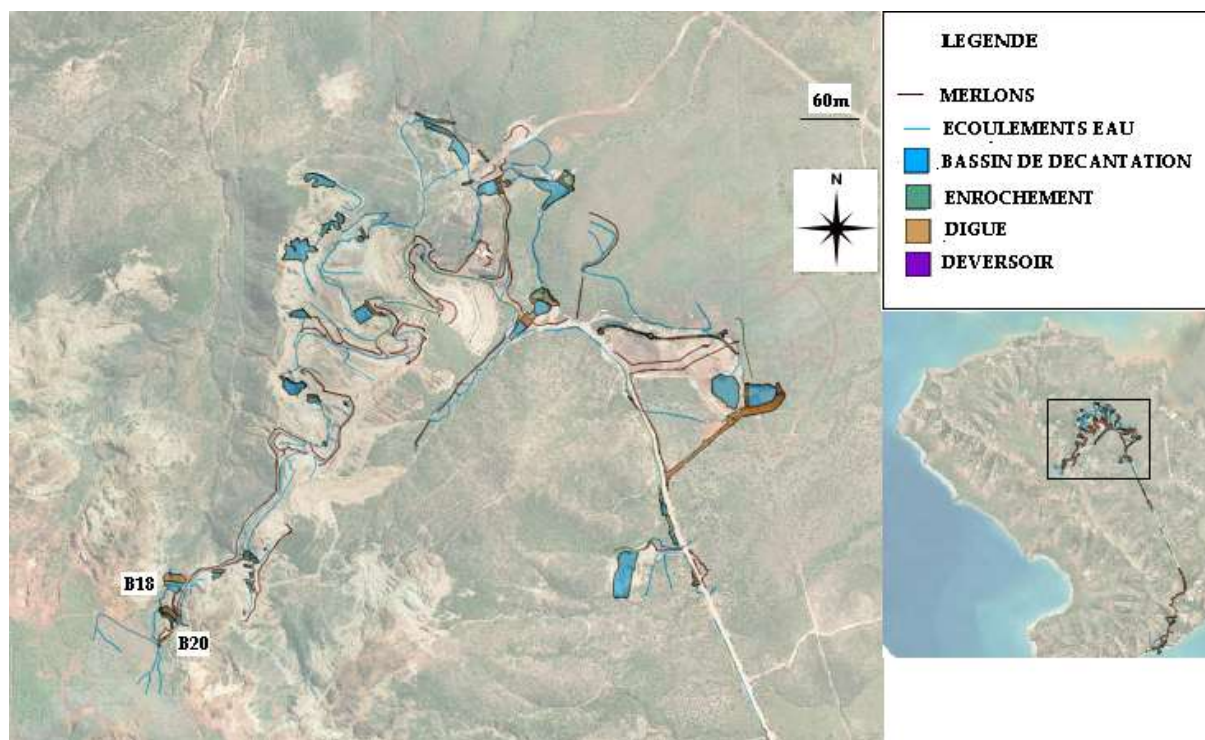 60m
N
B18
B20
LEGENDE
MERLONS
ECOULEMENTS EAU
BASSIN DE DECANTATION
ENROCHEMENT
DIGUE
DEVERSOIR